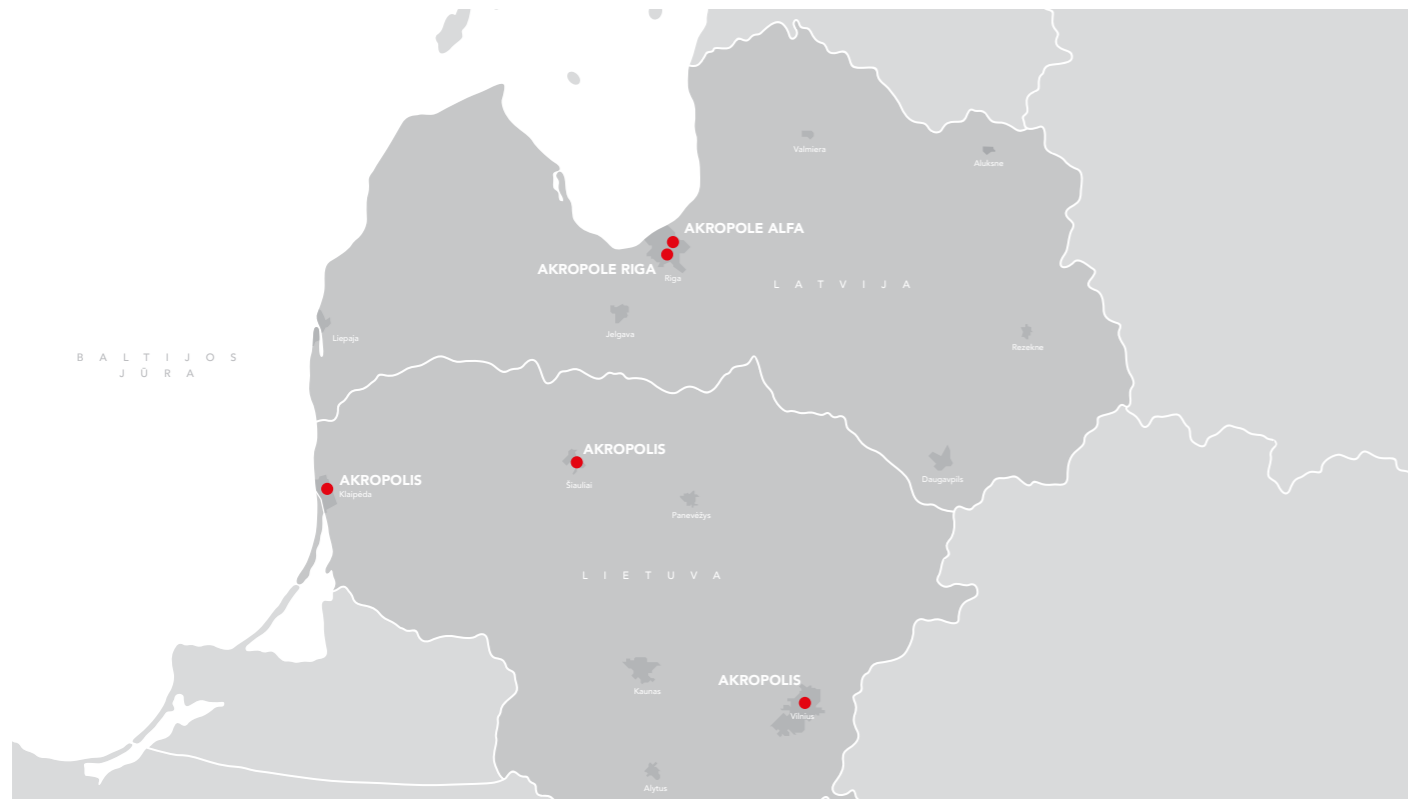 Valmiera
Aluksne
AKROPOLE ALFA
AKROPOLE RIGA
Riga
L A T V I J A
Jelgava
Liepaja
Rezekne
B A L T I J O S
J Ū R A
AKROPOLIS
Šiauliai
AKROPOLIS
Klaipėda
Daugavpils
Panevėžys
L I E T U V A
Kaunas
AKROPOLIS
Vilnius
Alytus